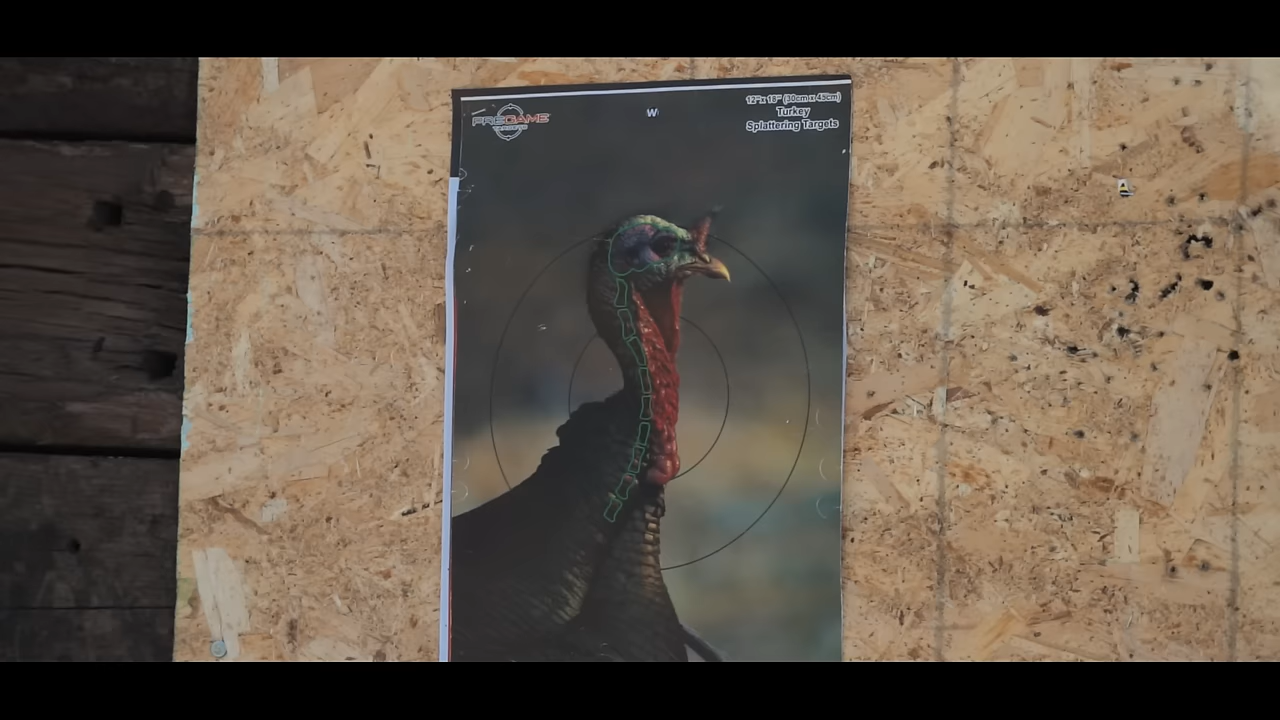 PREGAME
W
12"x 18" (30cm x 45cm)
Turkey
Splattering Targets